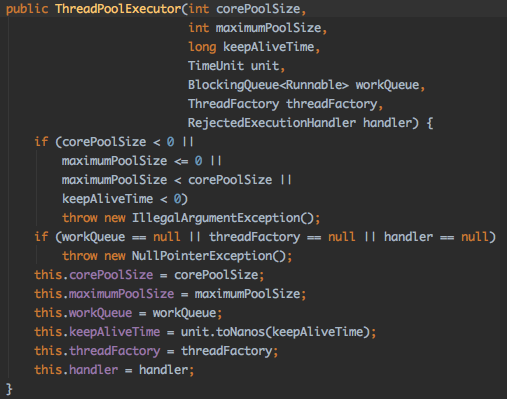 public ThreadPoolExecutor(int corePoolSize,
                          int maximumPoolSize,
                          long keepAliveTime,
                          TimeUnit unit,
                          BlockingQueue<Runnable> workQueue,
                          ThreadFactory threadFactory,
                          RejectedExecutionHandler handler) {
    if (corePoolSize < 0 ||
        maximumPoolSize <= 0 ||
        maximumPoolSize < corePoolSize ||
        keepAliveTime < 0)
        throw new IllegalArgumentException();
    if (workQueue == null || threadFactory == null || handler == null)
        throw new NullPointerException();
    this.corePoolSize = corePoolSize;
    this.maximumPoolSize = maximumPoolSize;
    this.workQueue = workQueue;
    this.keepAliveTime = unit.toNanos(keepAliveTime);
    this.threadFactory = threadFactory;
    this.handler = handler;
}